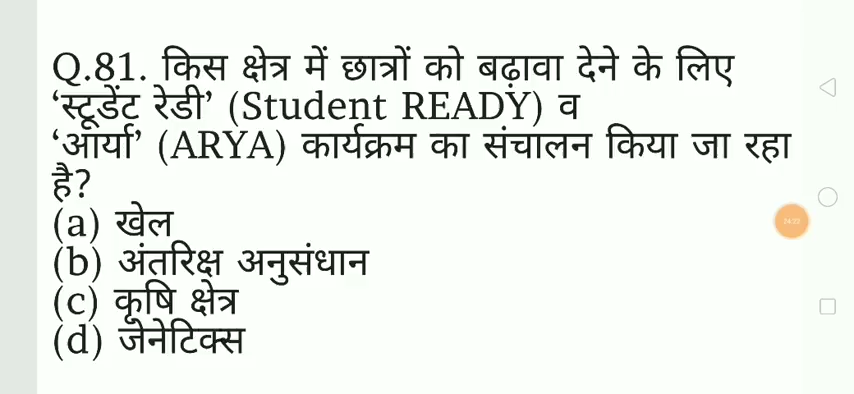 Q.81. किस क्षेत्र में छात्रों को बढ़ावा देने के लिए
‘स्टूडेंट रेडी’ (Student READY) व
‘आर्या’ (ARYA) कार्यक्रम का संचालन किया जा रहा
है?
(a) खेल
(b) अंतरिक्ष अनुसंधान
(c) कृषि क्षेत्र
(d) जेनेटिक्स